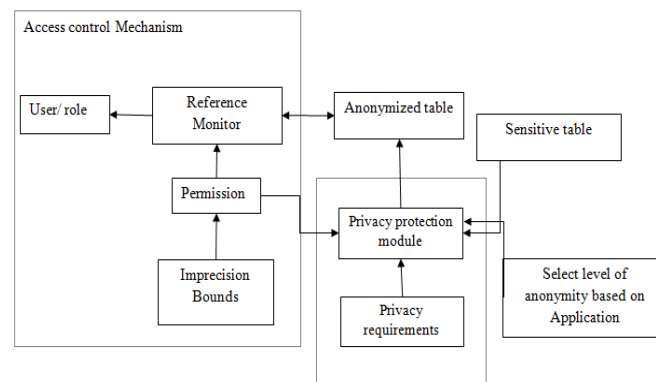 Access control Mechanism
User/ role
Reference
Monitor
Anonymized table
Sensitive table
Permission
Privacy protection
module
Imprecision
Bounds
Privacy
requirements
Select level of
anonymity based on
Application